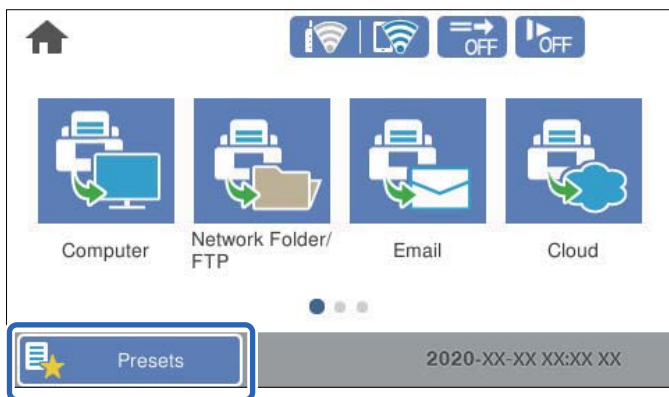 OFF
OFF
Computer
Network Folder/
FTP
Email
Cloud
Presets
2020-XX-XX XX:XX XX